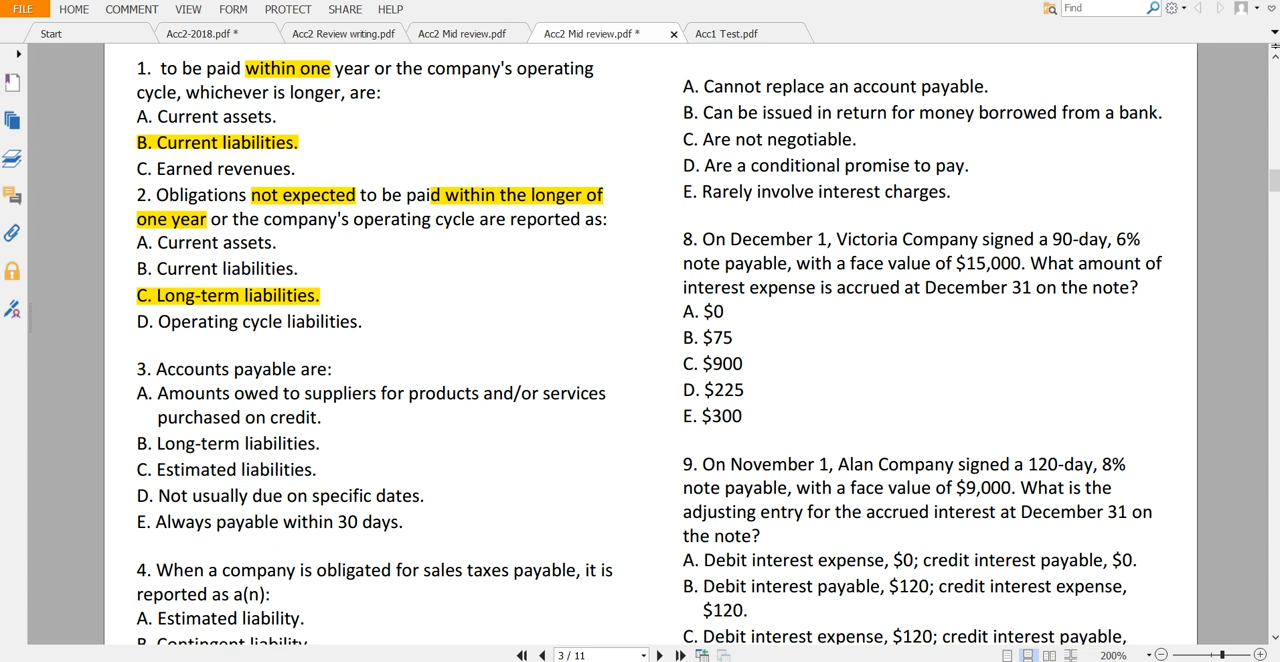 FILE HOME COMMENT VIEW FORM PROTECT SHARE HELP Find
Start Acc2-2018.pdf * Acc2 Review writing.pdf Acc2 Mid review.pdf Acc2 Mid review.pdf * Acc1 Test.pdf
1. to be paid within one year or the company's operating
cycle, whichever is longer, are:
A. Current assets.
B. Current liabilities.
C. Earned revenues.
2. Obligations not expected to be paid within the longer of
one year or the company's operating cycle are reported as:
A. Current assets.
B. Current liabilities.
C. Long-term liabilities.
D. Operating cycle liabilities.
3. Accounts payable are:
A. Amounts owed to suppliers for products and/or services
purchased on credit.
B. Long-term liabilities.
C. Estimated liabilities.
D. Not usually due on specific dates.
E. Always payable within 30 days.
4. When a company is obligated for sales taxes payable, it is
reported as a(n):
A. Estimated liability.
B. Contingent liability
A. Cannot replace an account payable.
B. Can be issued in return for money borrowed from a bank.
C. Are not negotiable.
D. Are a conditional promise to pay.
E. Rarely involve interest charges.
8. On December 1, Victoria Company signed a 90-day, 6%
note payable, with a face value of $15,000. What amount of
interest expense is accrued at December 31 on the note?
A. $0
B. $75
C. $900
D. $225
E. $300
9. On November 1, Alan Company signed a 120-day, 8%
note payable, with a face value of $9,000. What is the
adjusting entry for the accrued interest at December 31 on
the note?
A. Debit interest expense, $0; credit interest payable, $0.
B. Debit interest payable, $120; credit interest expense,
$120.
C. Debit interest expense, $120; credit interest payable,
3 / 11 200%